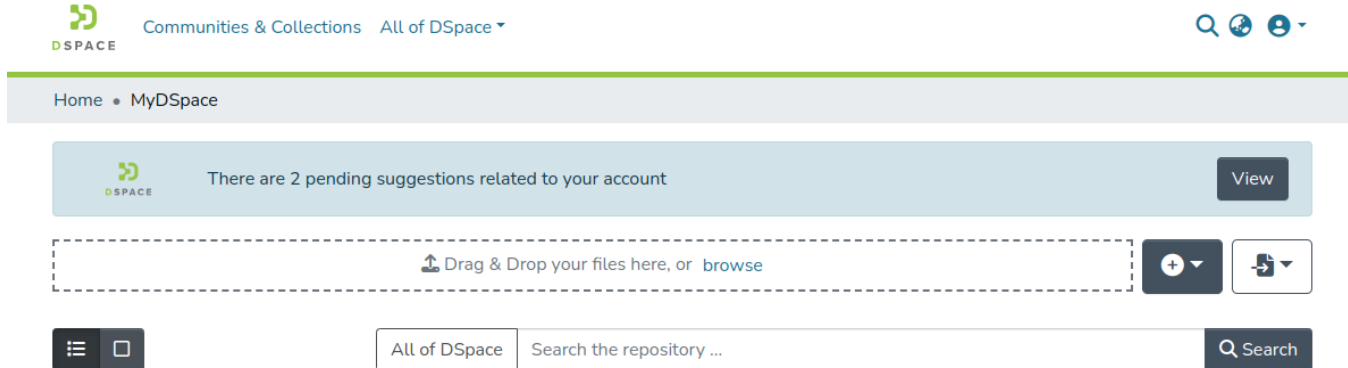 DSPACE
Communities & Collections All of DSpace
Home • MyDSpace
DSPACE
There are 2 pending suggestions related to your account
View
Drag & Drop your files here, or browse
All of DSpace
Search the repository ...
Search